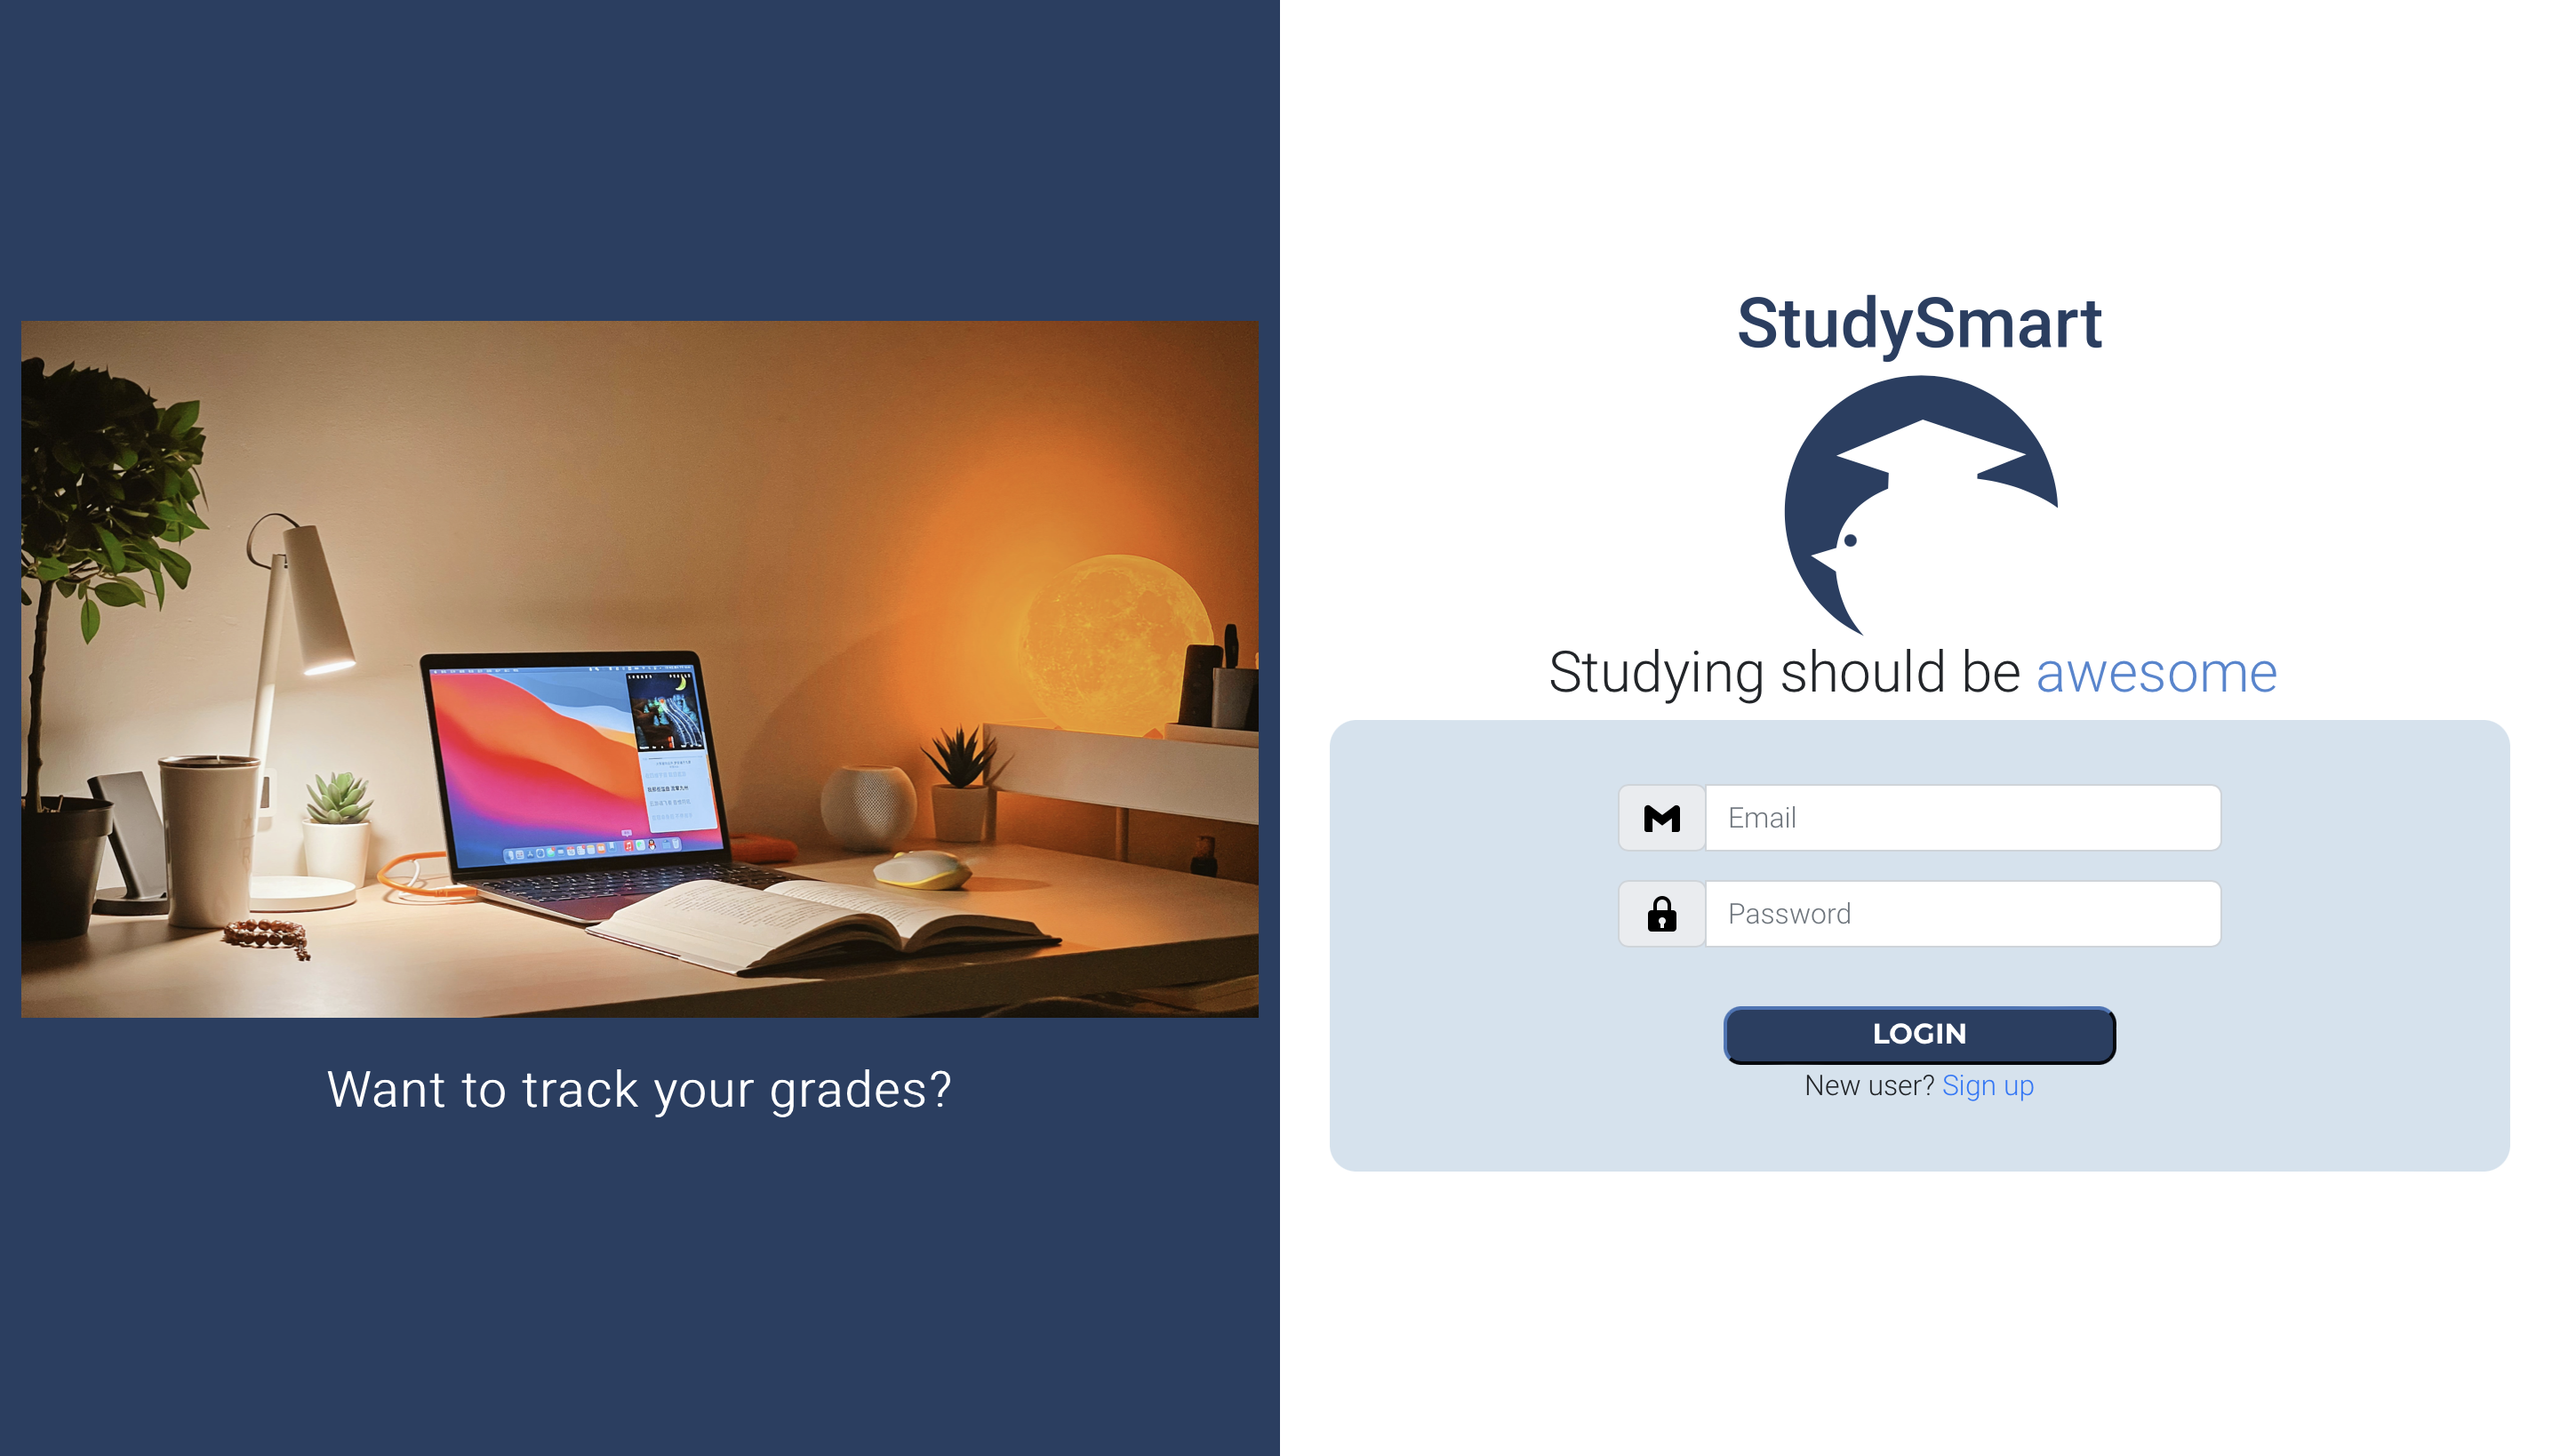 Want to track your grades?
StudySmart
Studying should be awesome
Email
Password
LOGIN
New user? Sign up